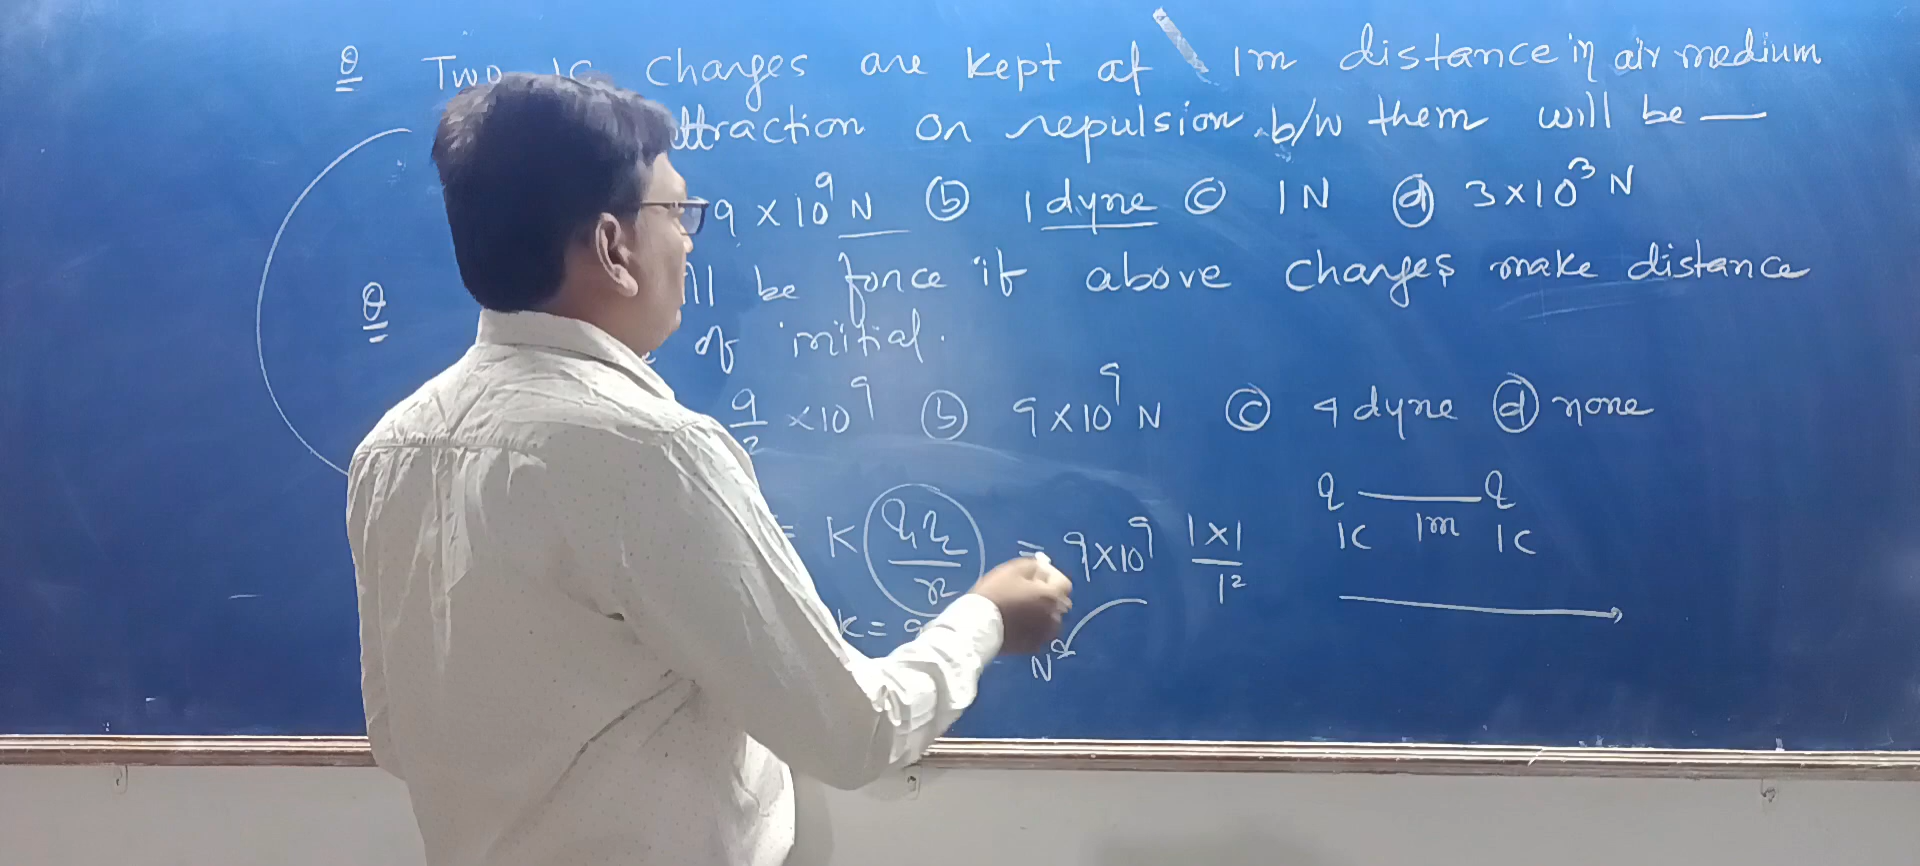 Q Two 1C charges are kept at 1m distance in air medium
attraction or repulsion b/w them will be —
9 × 10⁹ N (b) 1 dyne (c) 1 N (d) 3 × 10³ N
Q be force if above charges make distance
of initial.
9/2 × 10⁹ (b) 9 × 10⁹ N (c) 9 dyne (d) none
q — q
1C 1m 1C
= K q₁q₂/r² = 9×10⁹ 1×1/1²
K =
N